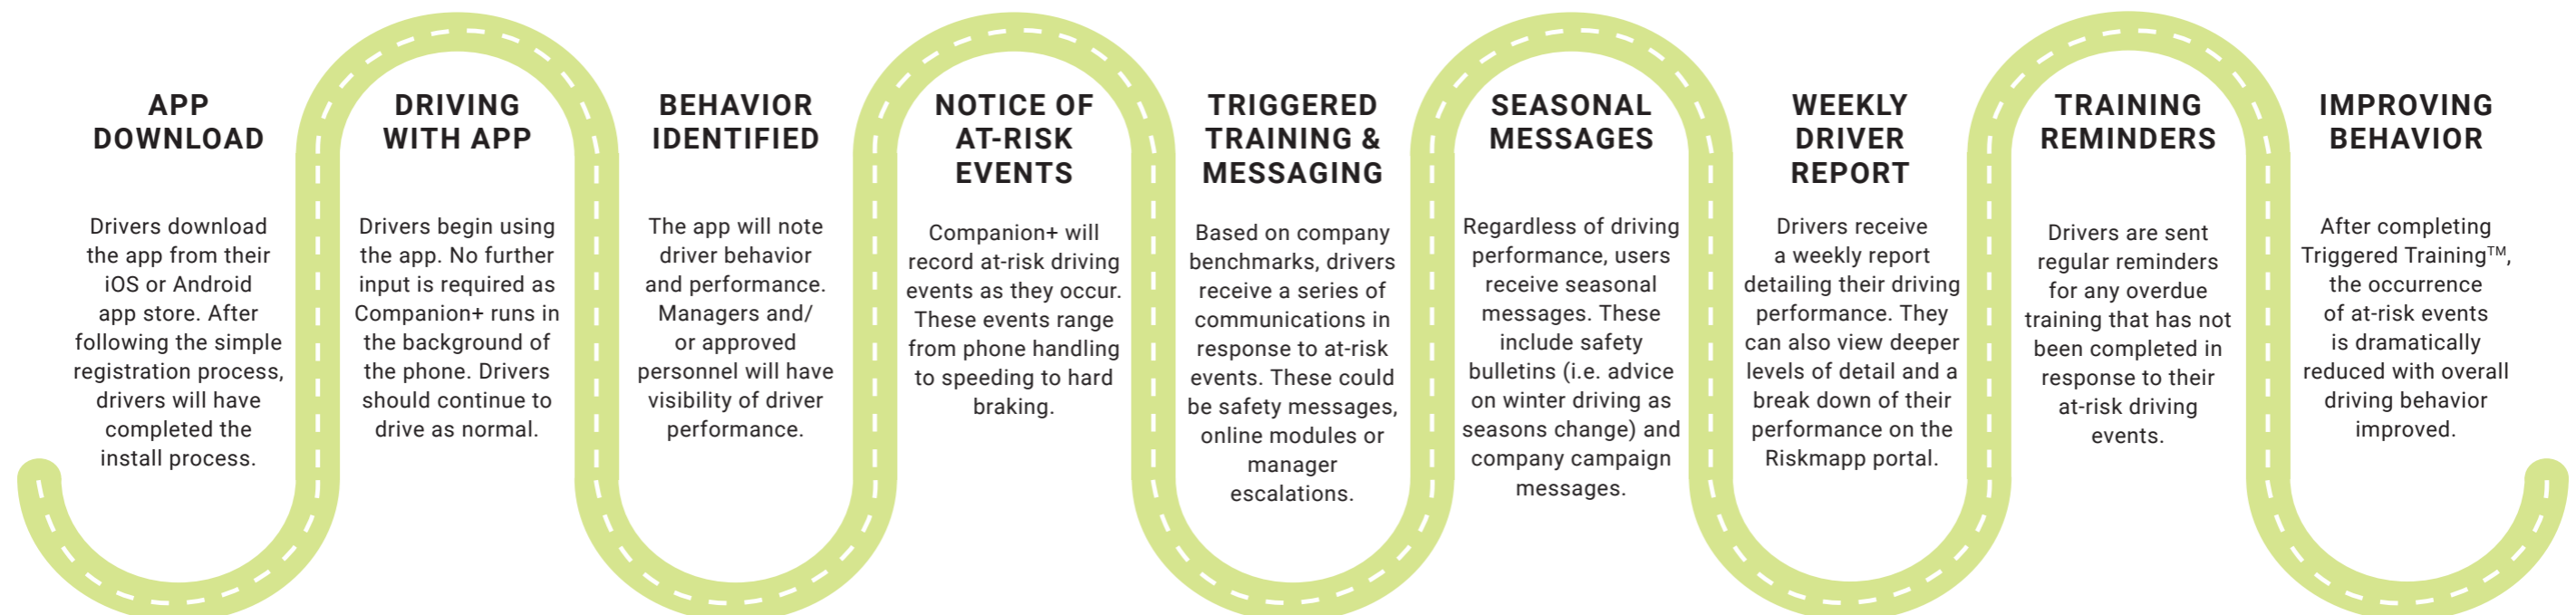 APP
DOWNLOAD
Drivers download
the app from their
iOS or Android
app store. After
following the simple
registration process,
drivers will have
completed the
install process.
DRIVING
WITH APP
Drivers begin using
the app. No further
input is required as
Companion+ runs in
the background of
the phone. Drivers
should continue to
drive as normal.
BEHAVIOR
IDENTIFIED
The app will note
driver behavior
and performance.
Managers and/
or approved
personnel will have
visibility of driver
performance.
NOTICE OF
AT-RISK
EVENTS
Companion+ will
record at-risk driving
events as they occur.
These events range
from phone handling
to speeding to hard
braking.
TRIGGERED
TRAINING &
MESSAGING
Based on company
benchmarks, drivers
receive a series of
communications in
response to at-risk
events. These could
be safety messages,
online modules or
manager
escalations.
SEASONAL
MESSAGES
Regardless of driving
performance, users
receive seasonal
messages. These
include safety
bulletins (i.e. advice
on winter driving as
seasons change) and
company campaign
messages.
WEEKLY
DRIVER
REPORT
Drivers receive
a weekly report
detailing their driving
performance. They
can also view deeper
levels of detail and a
break down of their
performance on the
Riskmapp portal.
TRAINING
REMINDERS
Drivers are sent
regular reminders
for any overdue
training that has not
been completed in
response to their
at-risk driving
events.
IMPROVING
BEHAVIOR
After completing
Triggered Training™,
the occurrence
of at-risk events
is dramatically
reduced with overall
driving behavior
improved.